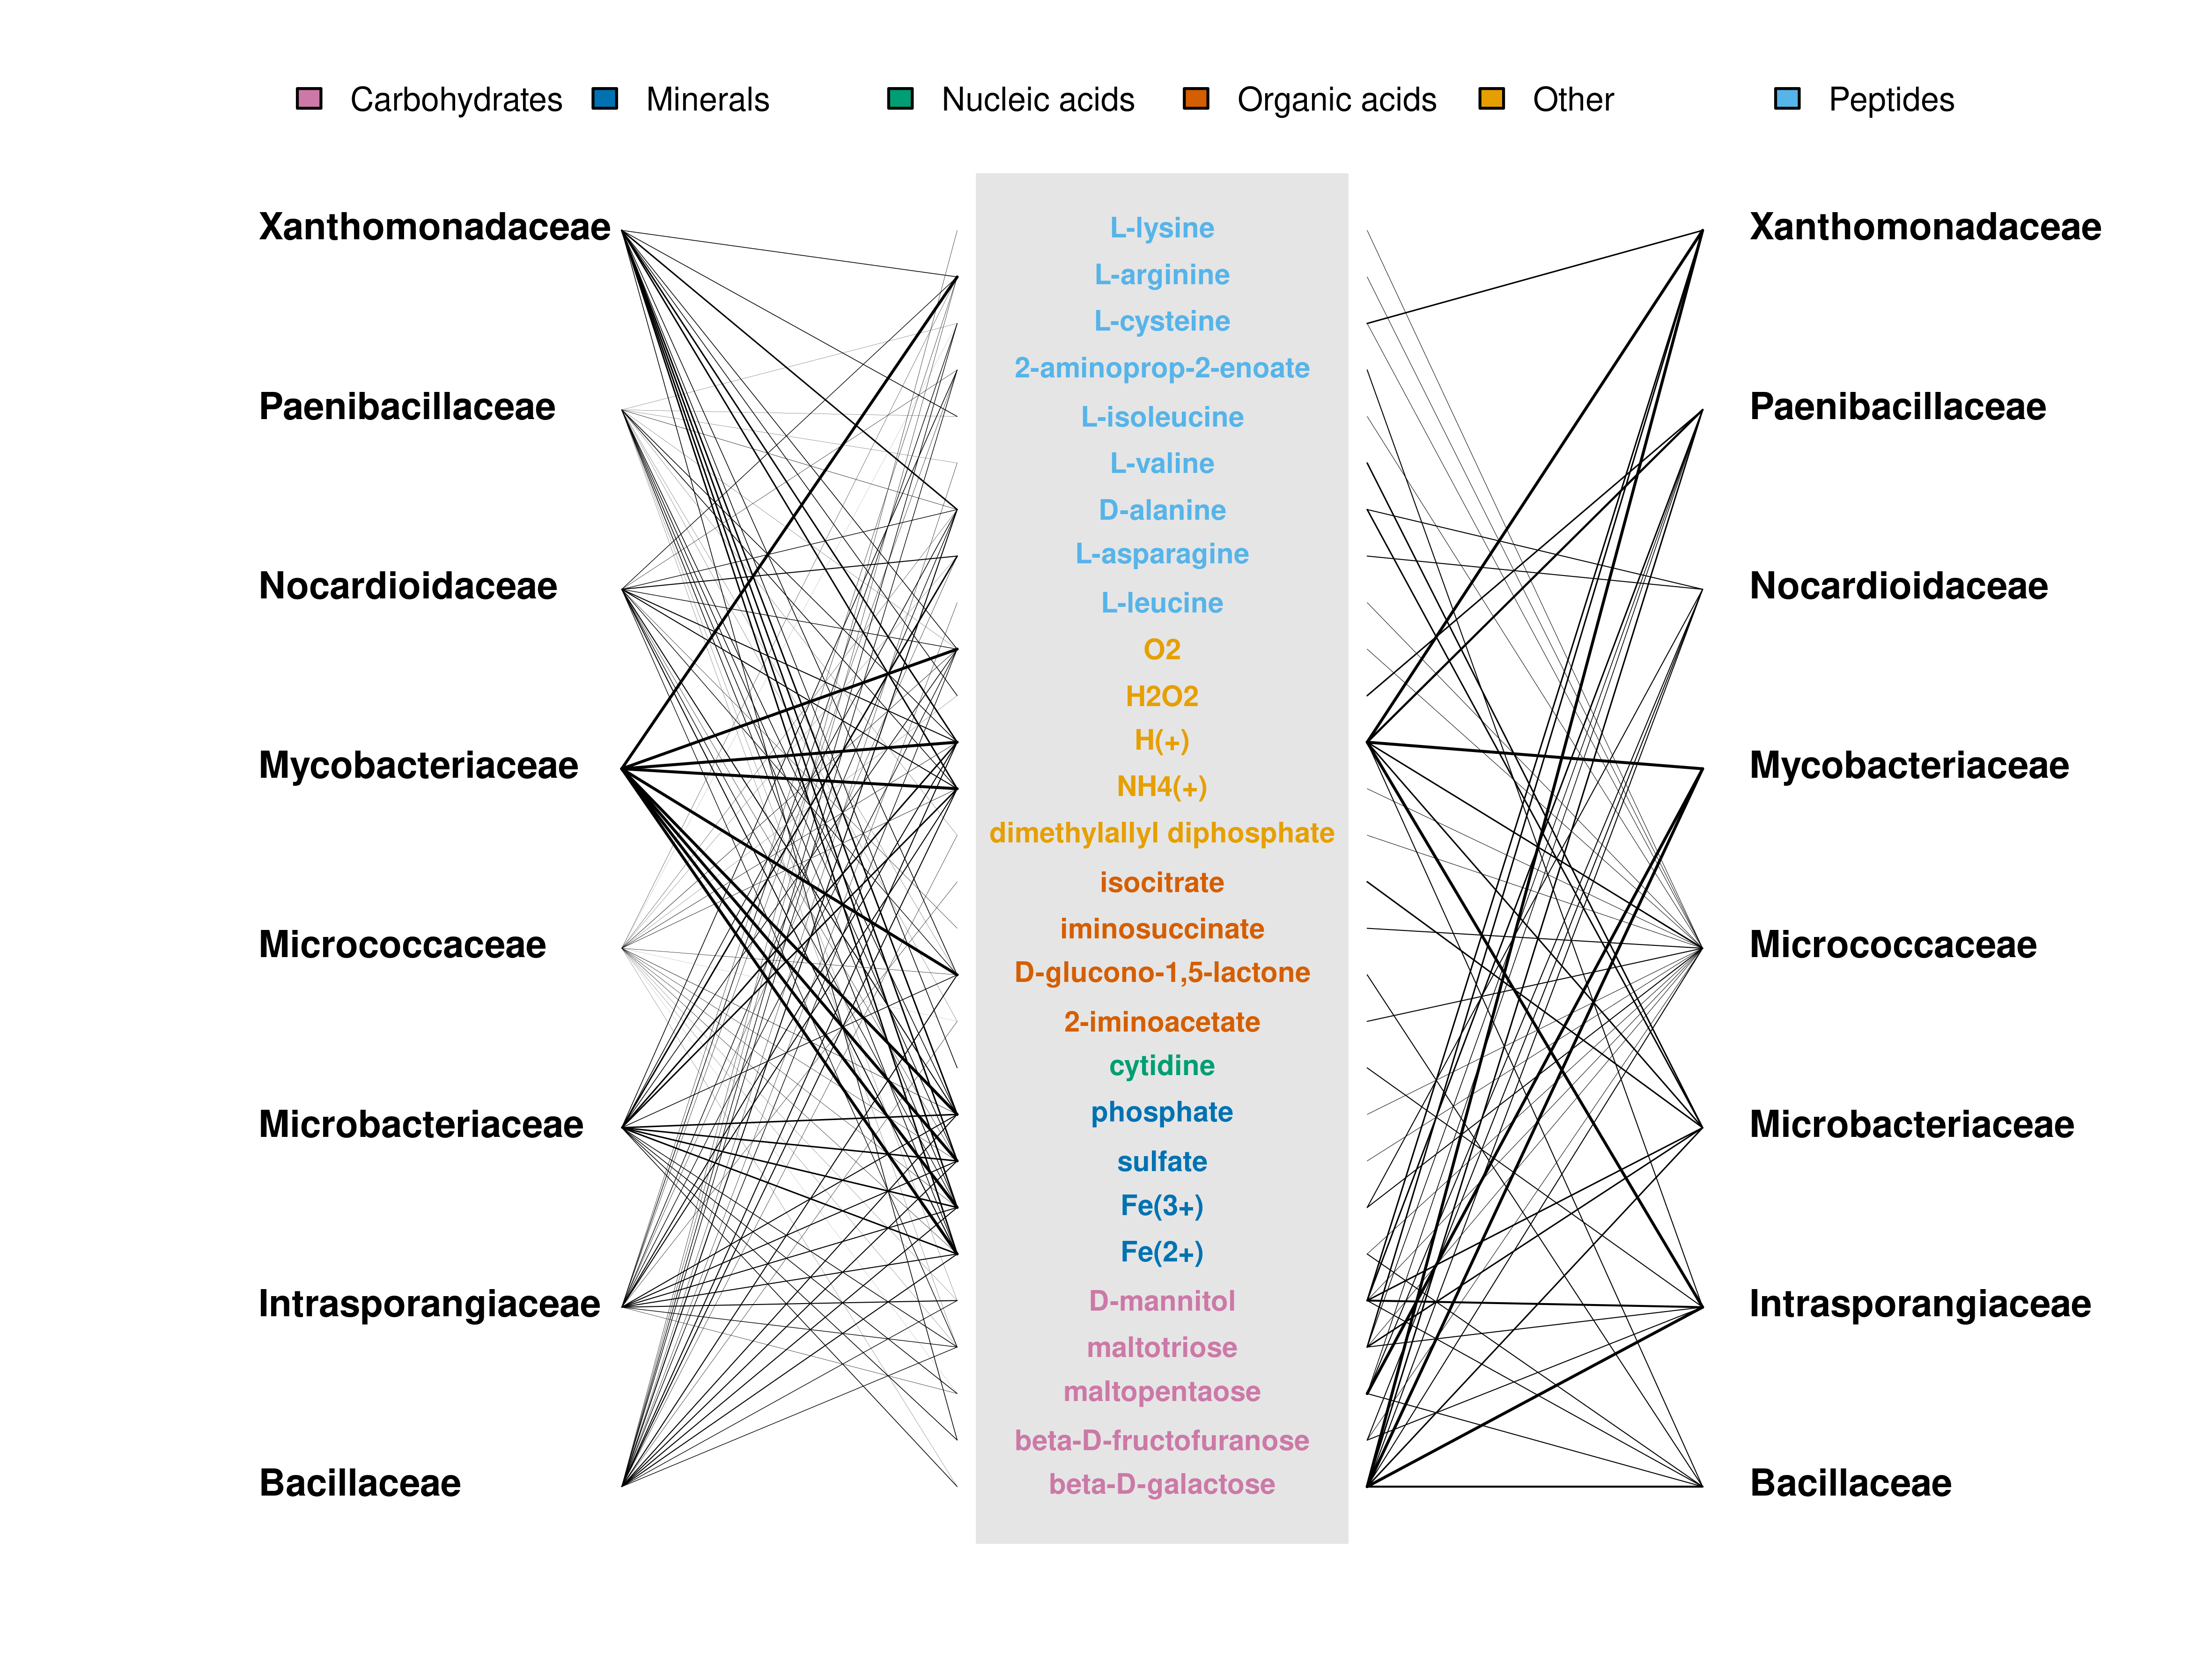 Carbohydrates Minerals Nucleic acids Organic acids Other Peptides
Xanthomonadaceae
Paenibacillaceae
Nocardioidaceae
Mycobacteriaceae
Micrococcaceae
Microbacteriaceae
Intrasporangiaceae
Bacillaceae
L-lysine
L-arginine
L-cysteine
2-aminoprop-2-enoate
L-isoleucine
L-valine
D-alanine
L-asparagine
L-leucine
O2
H2O2
H(+)
NH4(+)
dimethylallyl diphosphate
isocitrate
iminosuccinate
D-glucono-1,5-lactone
2-iminoacetate
cytidine
phosphate
sulfate
Fe(3+)
Fe(2+)
D-mannitol
maltotriose
maltopentaose
beta-D-fructofuranose
beta-D-galactose
Xanthomonadaceae
Paenibacillaceae
Nocardioidaceae
Mycobacteriaceae
Micrococcaceae
Microbacteriaceae
Intrasporangiaceae
Bacillaceae